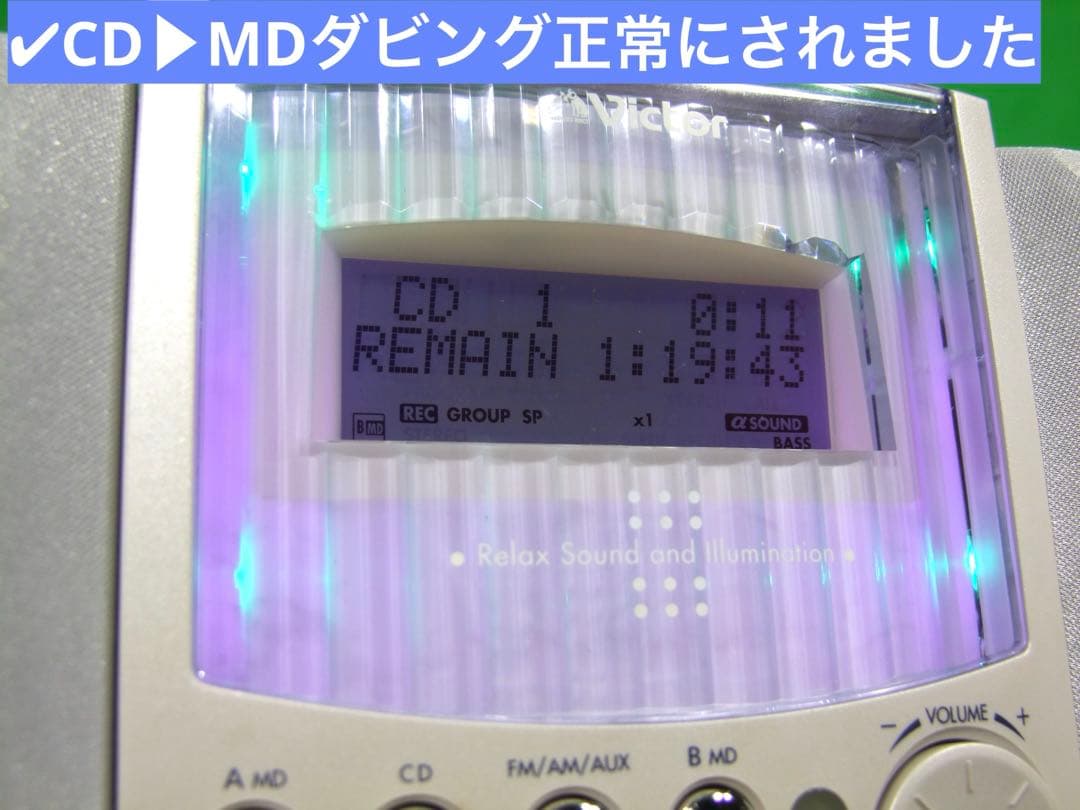 ✔CD▶MDダビング正常にされました
Victor
CD 1 0:11
REMAIN 1:19:43
B MD REC GROUP SP x1 αSOUND
BASS
• Relax Sound and Illumination •
A MD CD FM/AM/AUX B MD − VOLUME +